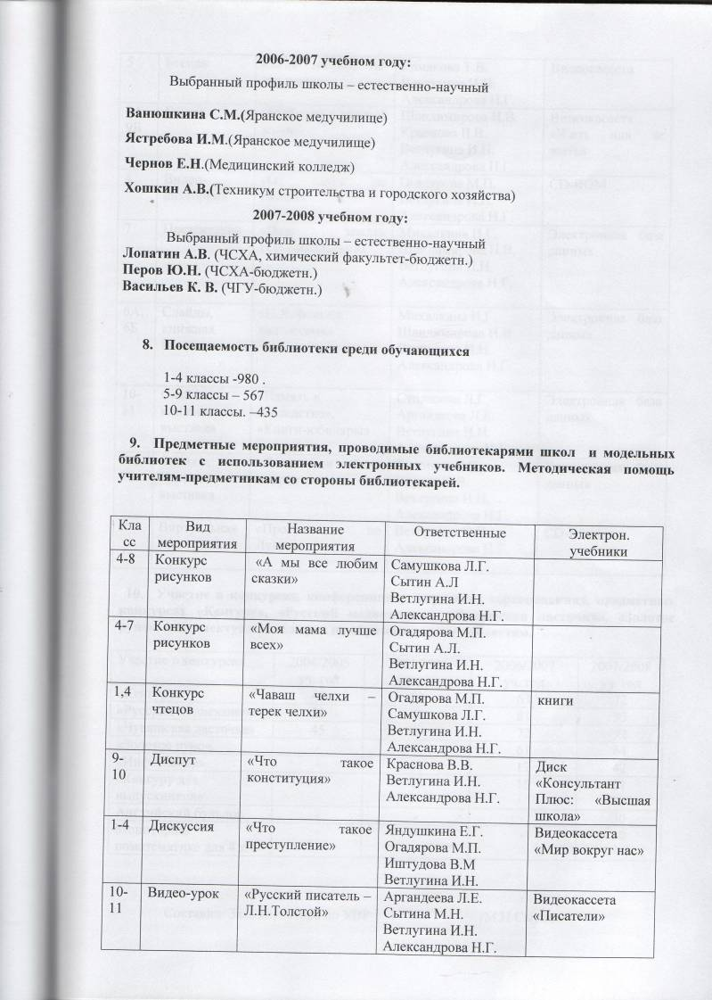 2006-2007 учебном году:
Выбранный профиль школы – естественно-научный
Ванюшкина С.М.(Яранское медучилище)
Ястребова И.М.(Яранское медучилище)
Чернов Е.Н.(Медицинский колледж)
Хошкин А.В.(Техникум строительства и городского хозяйства)
2007-2008 учебном году:
Выбранный профиль школы – естественно-научный
Лопатин А.В. (ЧСХА, химический факультет-бюджетн.)
Перов Ю.Н. (ЧСХА-бюджетн.)
Васильев К. В. (ЧГУ-бюджетн.)
8. Посещаемость библиотеки среди обучающихся
1-4 классы -980 .
5-9 классы – 567
10-11 классы. –435
9. Предметные мероприятия, проводимые библиотекарями школ и модельных
библиотек с использованием электронных учебников. Методическая помощь
учителям-предметникам со стороны библиотекарей.
Кла
сс
Вид
мероприятия
Название
мероприятия
Ответственные
Электрон.
учебники
4-8
Конкурс
рисунков
«А мы все любим
сказки»
Самушкова Л.Г.
Сытин А.Л
Ветлугина И.Н.
Александрова Н.Г.
4-7
Конкурс
рисунков
«Моя мама лучше
всех»
Огадярова М.П.
Сытин А.Л.
Ветлугина И.Н.
Александрова Н.Г.
1,4
Конкурс
чтецов
«Чаваш челхи –
терек челхи»
Огадярова М.П.
Самушкова Л.Г.
Ветлугина И.Н.
Александрова Н.Г.
книги
9-
10
Диспут
«Что такое
конституция»
Краснова В.В.
Ветлугина И.Н.
Александрова Н.Г.
Диск
«Консультант
Плюс: «Высшая
школа»
1-4
Дискуссия
«Что такое
преступление»
Яндушкина Е.Г.
Огадярова М.П.
Иштудова В.М
Ветлугина И.Н.
Видеокассета
«Мир вокруг нас»
10-
11
Видео-урок
«Русский писатель –
Л.Н.Толстой»
Аргандеева Л.Е.
Сытина М.Н.
Ветлугина И.Н.
Александрова Н.Г.
Видеокассета
«Писатели»